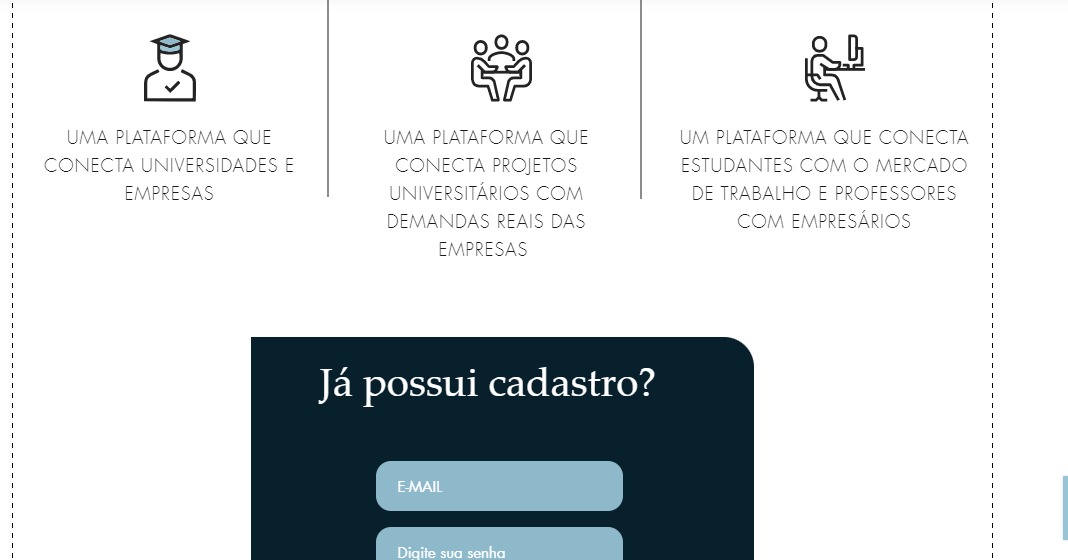 UMA PLATAFORMA QUE
CONECTA UNIVERSIDADES E
EMPRESAS
UMA PLATAFORMA QUE
CONECTA PROJETOS
UNIVERSITÁRIOS COM
DEMANDAS REAIS DAS
EMPRESAS
UM PLATAFORMA QUE CONECTA
ESTUDANTES COM O MERCADO
DE TRABALHO E PROFESSORES
COM EMPRESÁRIOS
Já possui cadastro?
E-MAIL
Digite sua senha